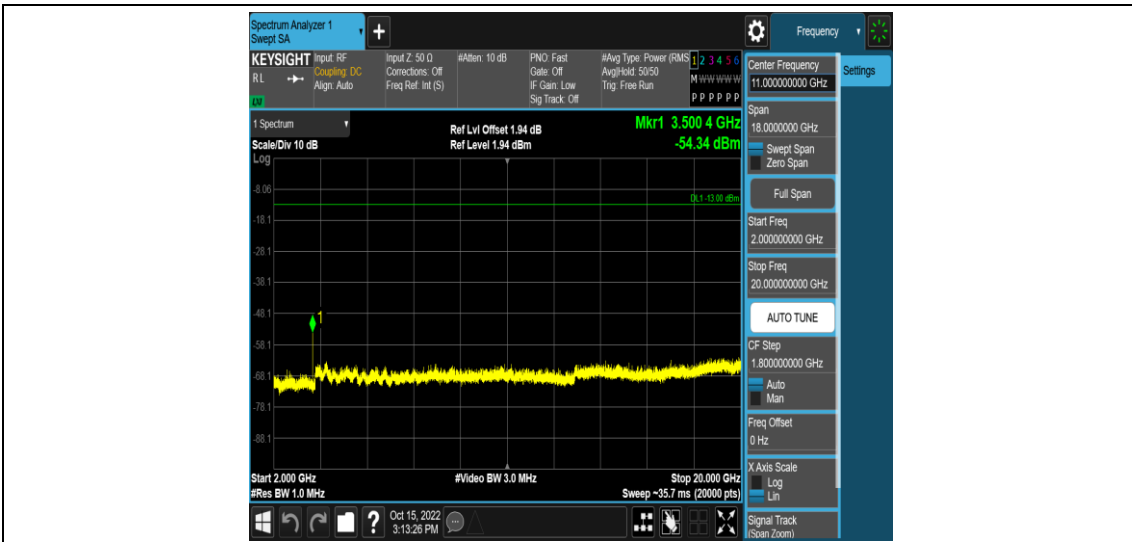 Spectrum Analyzer 1
Swept SA
Frequency
KEYSIGHT
Input: RF
Input Z: 50 Ω
#Atten: 10 dB
PNO: Fast
#Avg Type: Power (RMS
1 2 3 4 5 6
RL
Coupling: DC
Corrections: Off
Gate: Off
Avg|Hold: 50/50
M W W W W W
Align: Auto
Freq Ref: Int (S)
IF Gain: Low
Trig: Free Run
Sig Track: Off
P P P P P P
1 Spectrum
Ref Lvl Offset 1.94 dB
Mkr1 3.500 4 GHz
Scale/Div 10 dB
Ref Level 1.94 dBm
-54.34 dBm
Log
-8.06
DL1 -13.00 dBm
-18.1
-28.1
-38.1
-48.1
1
-58.1
-68.1
-78.1
-88.1
Start 2.000 GHz
#Video BW 3.0 MHz
Stop 20.000 GHz
#Res BW 1.0 MHz
Sweep ~35.7 ms (20000 pts)
?
Oct 15, 2022
3:13:26 PM
Center Frequency
11.000000000 GHz
Settings
Span
18.0000000 GHz
Swept Span
Zero Span
Full Span
Start Freq
2.000000000 GHz
Stop Freq
20.000000000 GHz
AUTO TUNE
CF Step
1.800000000 GHz
Auto
Man
Freq Offset
0 Hz
X Axis Scale
Log
Lin
Signal Track
(Span Zoom)